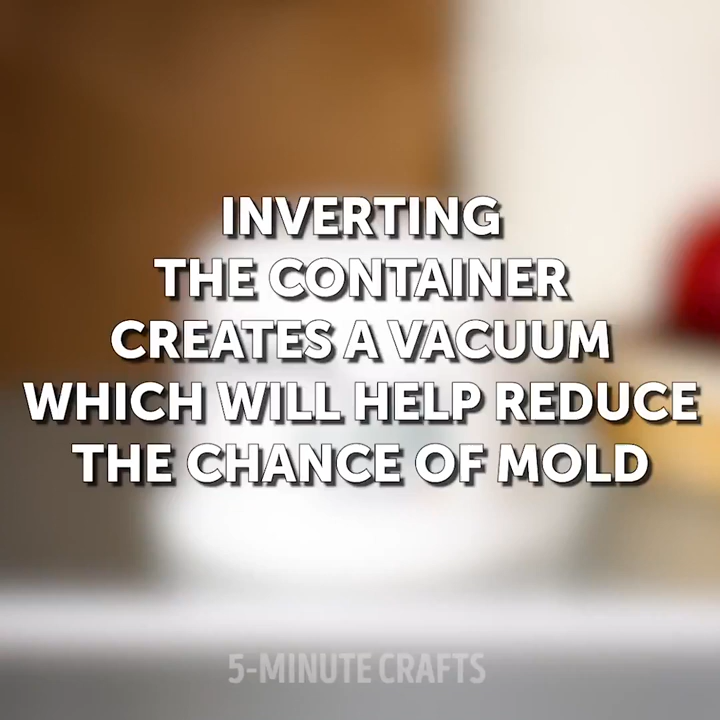 INVERTING
THE CONTAINER
CREATES A VACUUM
WHICH WILL HELP REDUCE
THE CHANCE OF MOLD
5-MINUTE CRAFTS